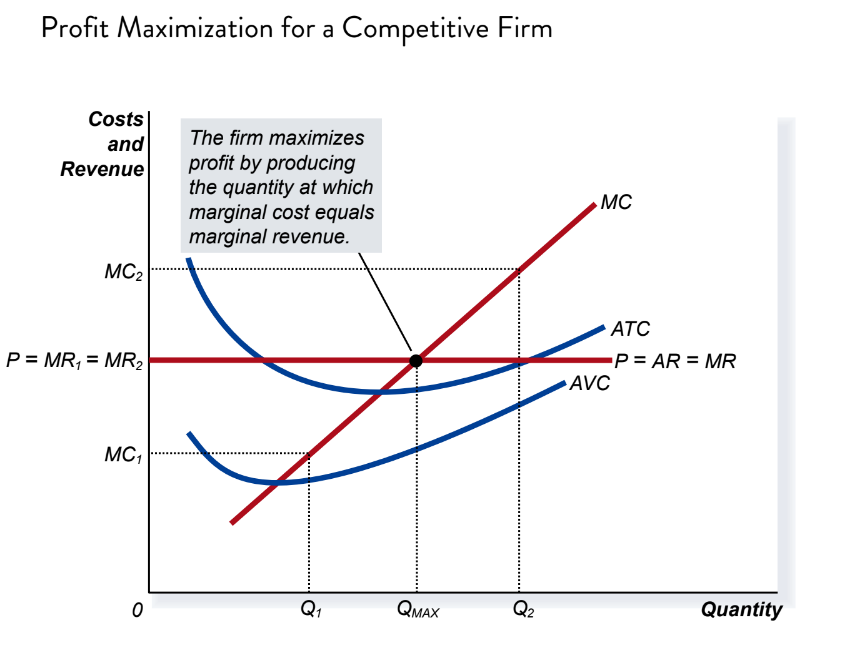 Profit Maximization for a Competitive Firm
Costs
and
Revenue
The firm maximizes
profit by producing
the quantity at which
marginal cost equals
marginal revenue.
MC
MC₂
ATC
P = MR₁ = MR₂
P = AR = MR
AVC
MC₁
0
Q₁
QMAX
Q₂
Quantity